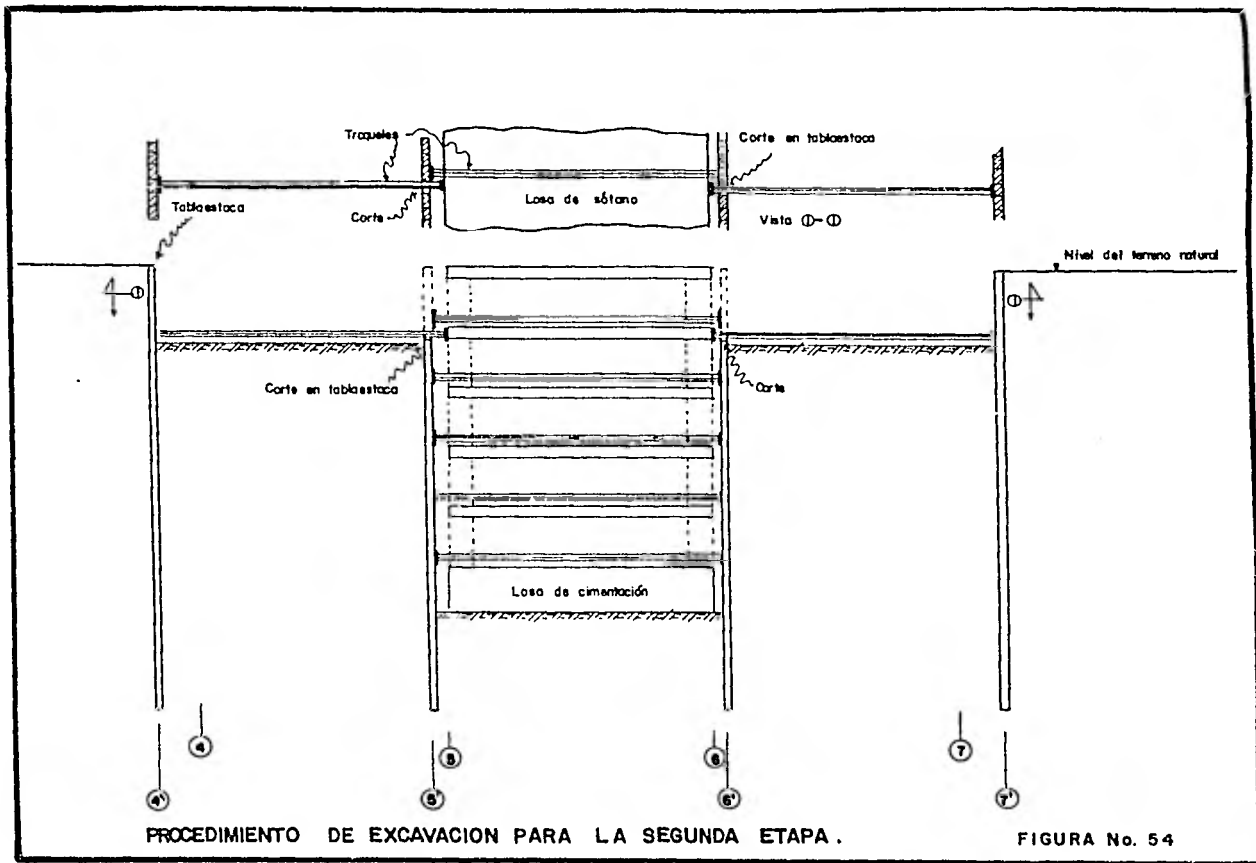 Troqueles
Corte en tablaestaca
Tablaestaca
Corte
Losa de sótano
Vista ①-①
Nivel del terreno natural
①
①
Corte en tablaestaca
Corte
Losa de cimentación
4
5
6
7
4'
5'
6'
7'
PROCEDIMIENTO DE EXCAVACION PARA LA SEGUNDA ETAPA.
FIGURA No. 54